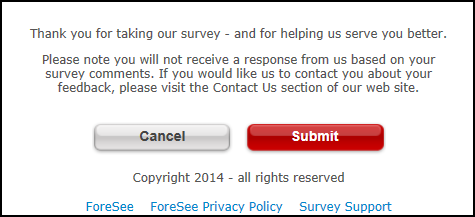 Thank you for taking our survey - and for helping us serve you better.
Please note you will not receive a response from us based on your
survey comments. If you would like us to contact you about your
feedback, please visit the Contact Us section of our web site.
Cancel Submit
Copyright 2014 - all rights reserved
ForeSee ForeSee Privacy Policy Survey Support